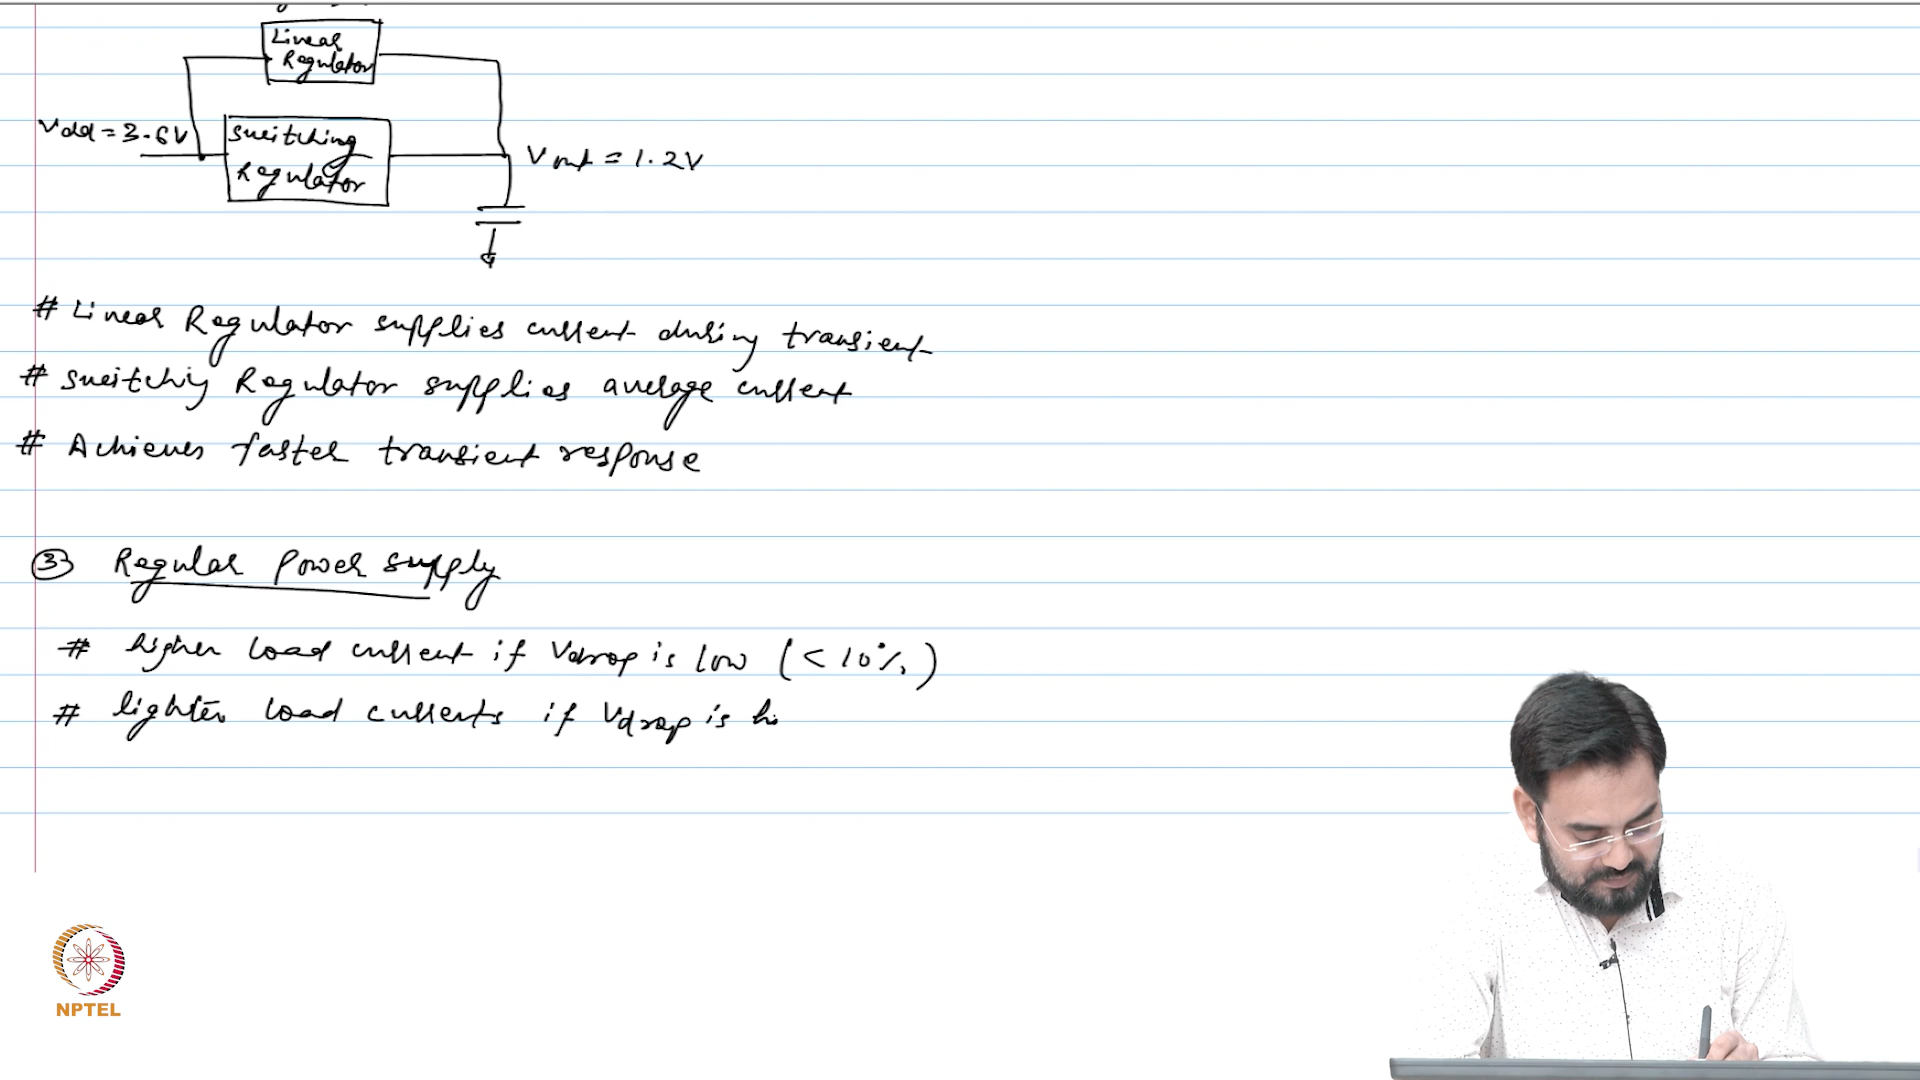 Linear
Regulator
Vdd = 3.6V
Switching
Regulator
Vout = 1.2V
# Linear Regulator supplies current during transient
# Switching Regulator supplies average current
# Achieves faster transient response
③ Regular Power supply
# higher load current if Vdrop is low (< 10%)
# lighter load currents if Vdrop is hi
NPTEL